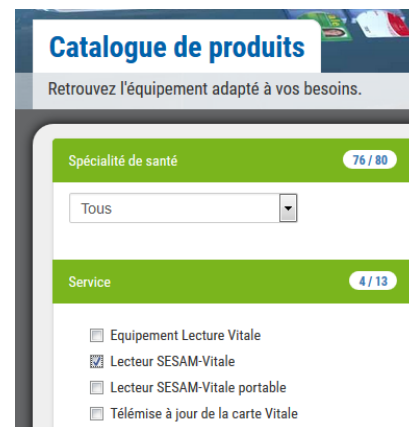 Catalogue de produits
Retrouvez l'équipement adapté à vos besoins.
Spécialité de santé 76 / 80
Tous
Service 4 / 13
Equipement Lecture Vitale
Lecteur SESAM-Vitale
Lecteur SESAM-Vitale portable
Télémise à jour de la carte Vitale